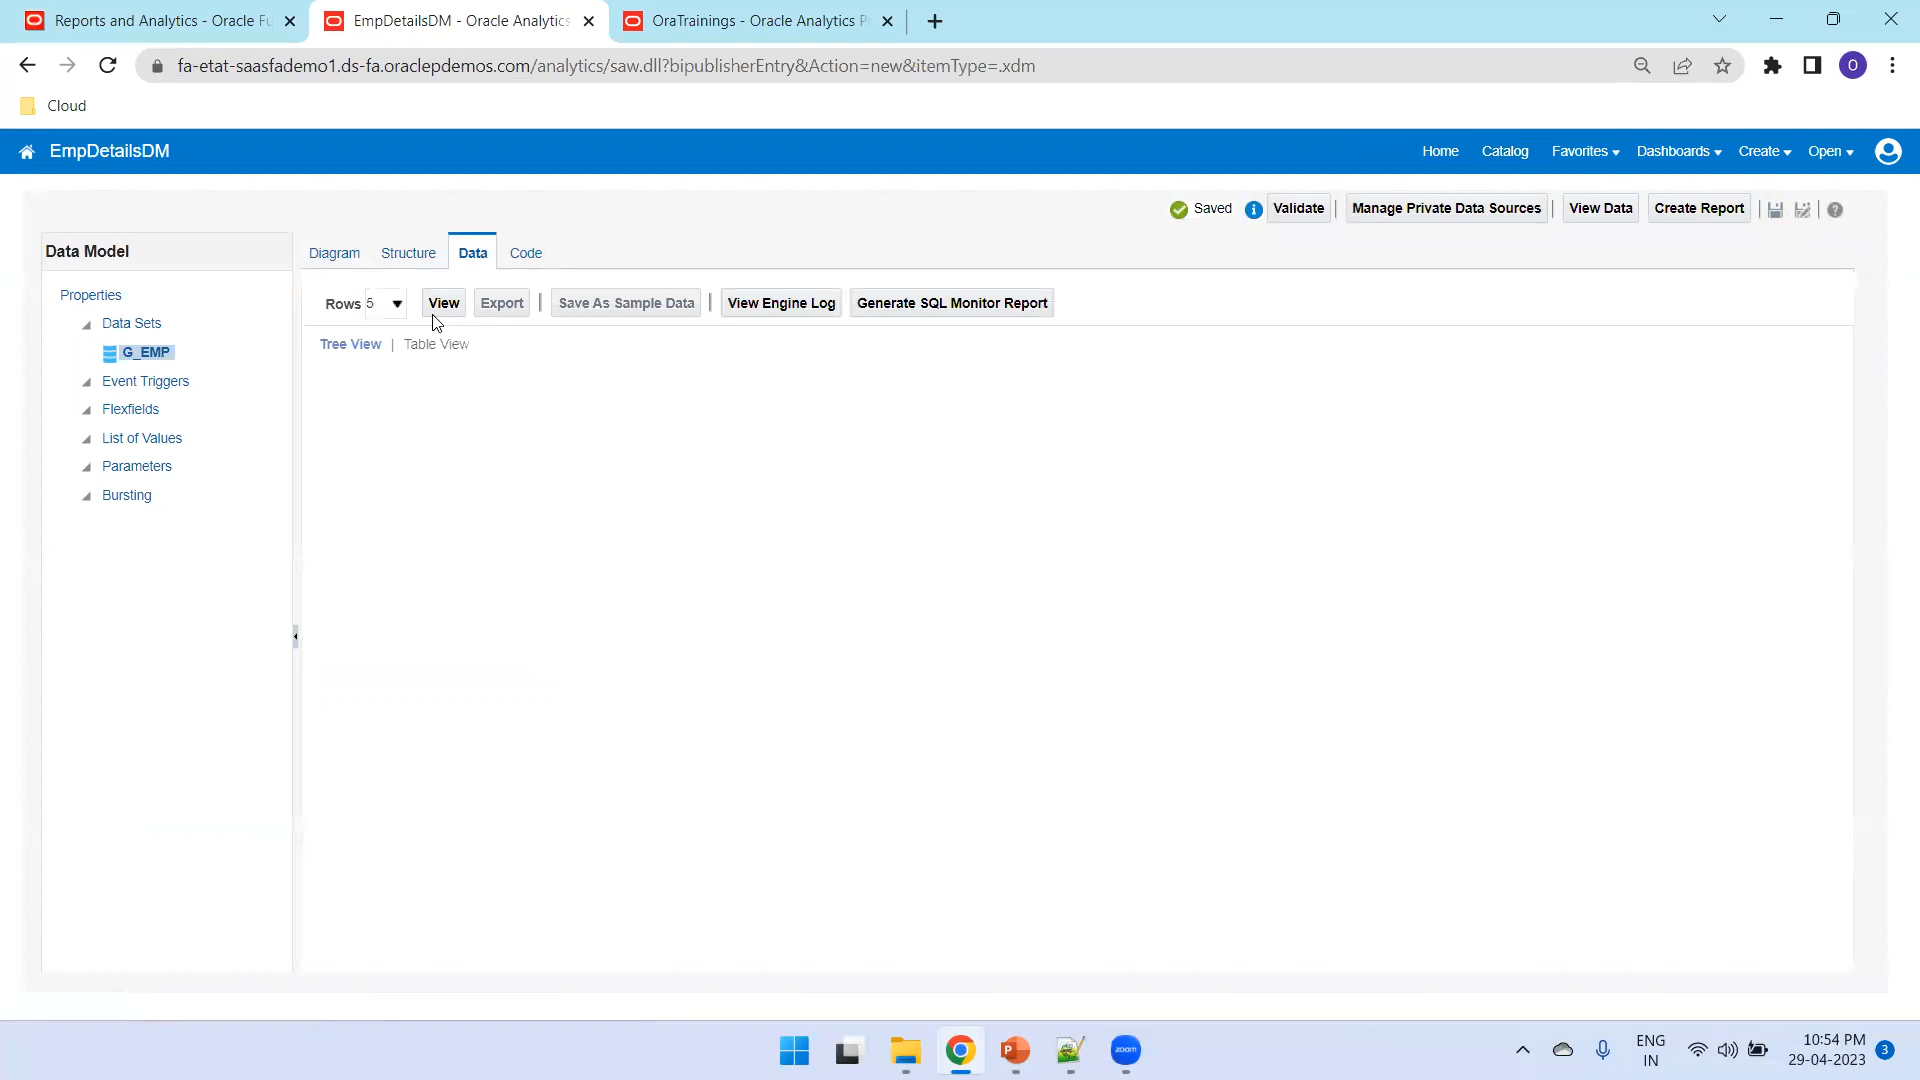 Reports and Analytics - Oracle Fu
EmpDetailsDM - Oracle Analytics
OraTrainings - Oracle Analytics P
fa-etat-saasfademo1.ds-fa.oraclepdemos.com/analytics/saw.dll?bipublisherEntry&Action=new&itemType=.xdm
O
Cloud
EmpDetailsDM
Home Catalog Favorites Dashboards Create Open
Saved Validate Manage Private Data Sources View Data Create Report
Data Model
Diagram Structure Data Code
Properties
Data Sets
G_EMP
Event Triggers
Flexfields
List of Values
Parameters
Bursting
Rows 5 View Export Save As Sample Data View Engine Log Generate SQL Monitor Report
Tree View | Table View
zoom
ENG
IN
10:54 PM
29-04-2023
3